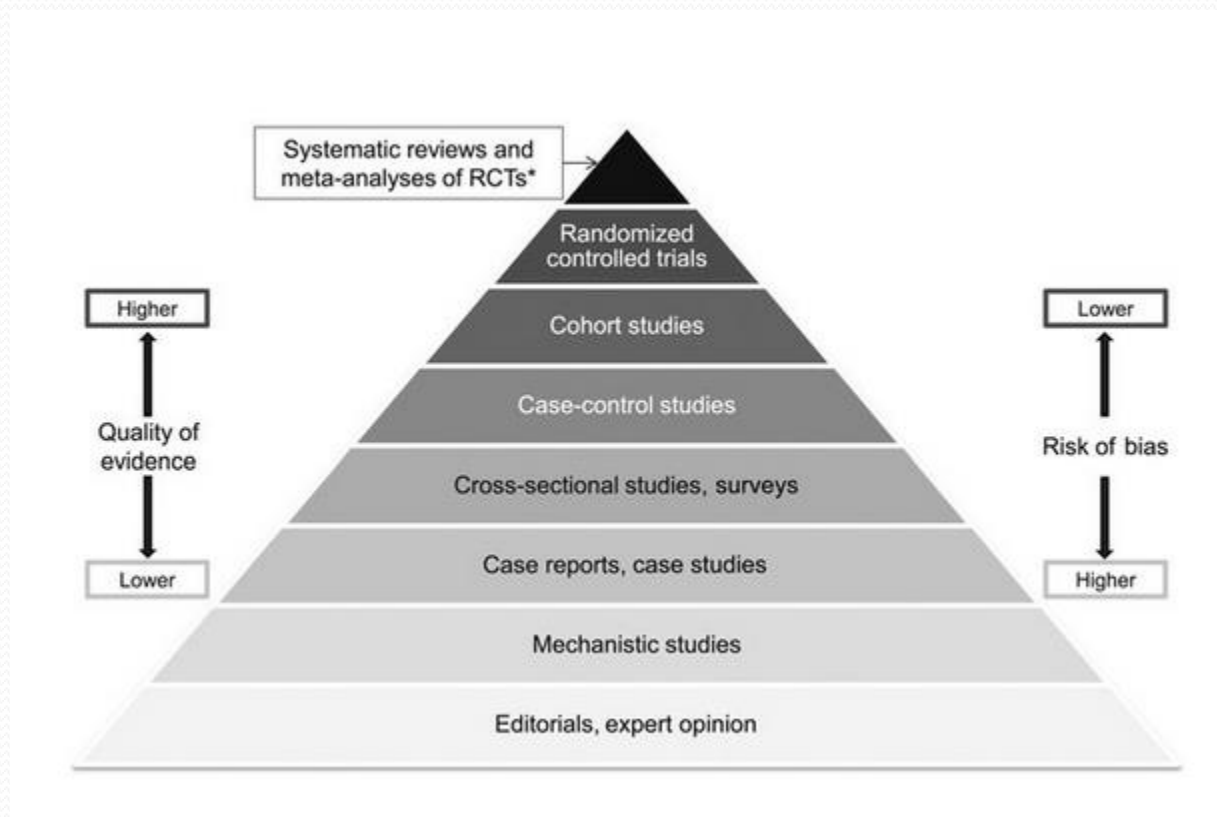 Systematic reviews and
meta-analyses of RCTs*
Randomized
controlled trials
Higher
Lower
Cohort studies
Case-control studies
Quality of
evidence
Risk of bias
Cross-sectional studies, surveys
Case reports, case studies
Lower
Higher
Mechanistic studies
Editorials, expert opinion